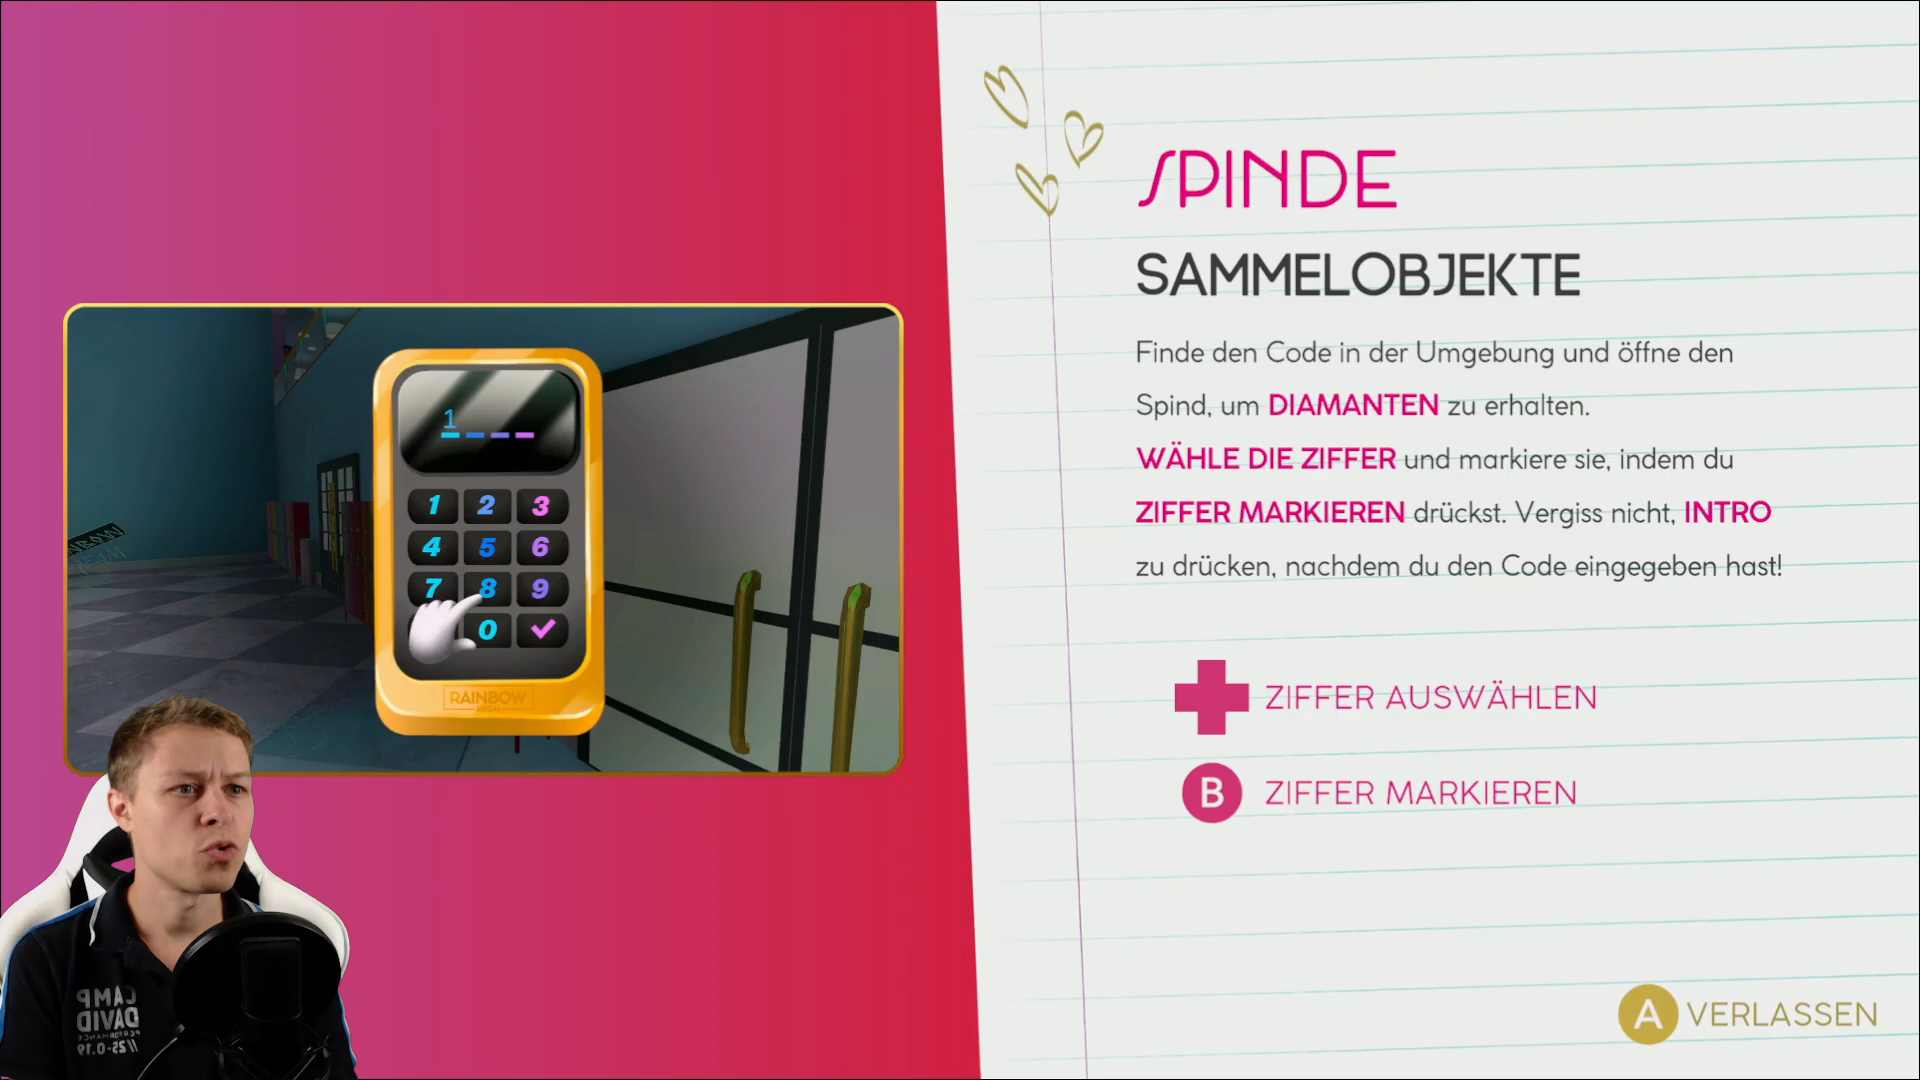 SPINDE
SAMMELOBJEKTE
Finde den Code in der Umgebung und öffne den
Spind, um DIAMANTEN zu erhalten.
WÄHLE DIE ZIFFER und markiere sie, indem du
ZIFFER MARKIEREN drückst. Vergiss nicht, INTRO
zu drücken, nachdem du den Code eingegeben hast!
ZIFFER AUSWÄHLEN
B ZIFFER MARKIEREN
A VERLASSEN
1
1 2 3
4 5 6
7 8 9
0
RAINBOW
HIGH
CAMP
DAVID
PERFORMANCE